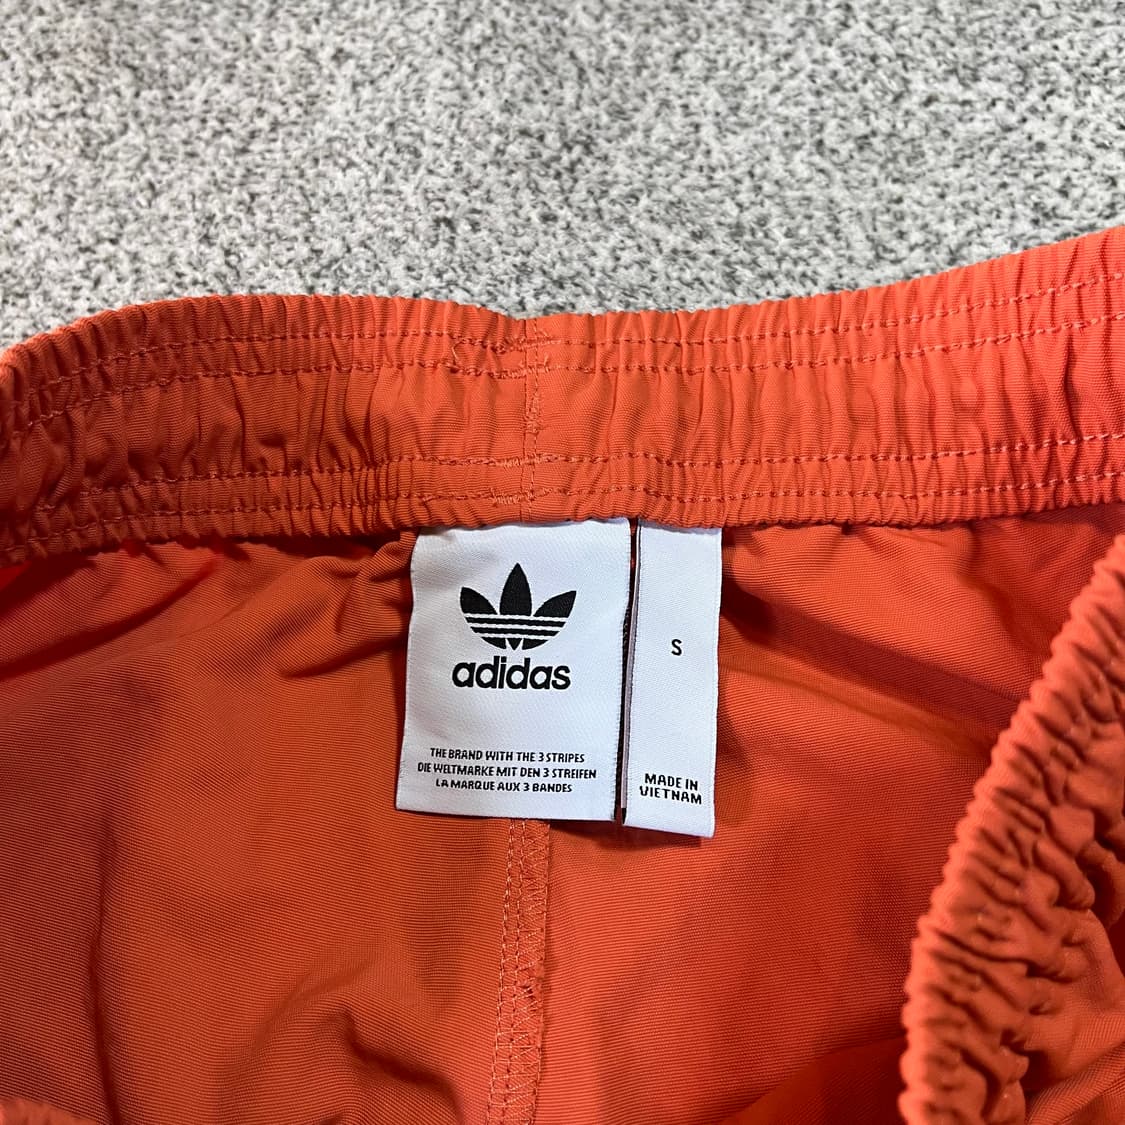 adidas
THE BRAND WITH THE 3 STRIPES
DIE WELTMARKE MIT DEN 3 STREIFEN
LA MARQUE AUX 3 BANDES
S
MADE IN
VIETNAM